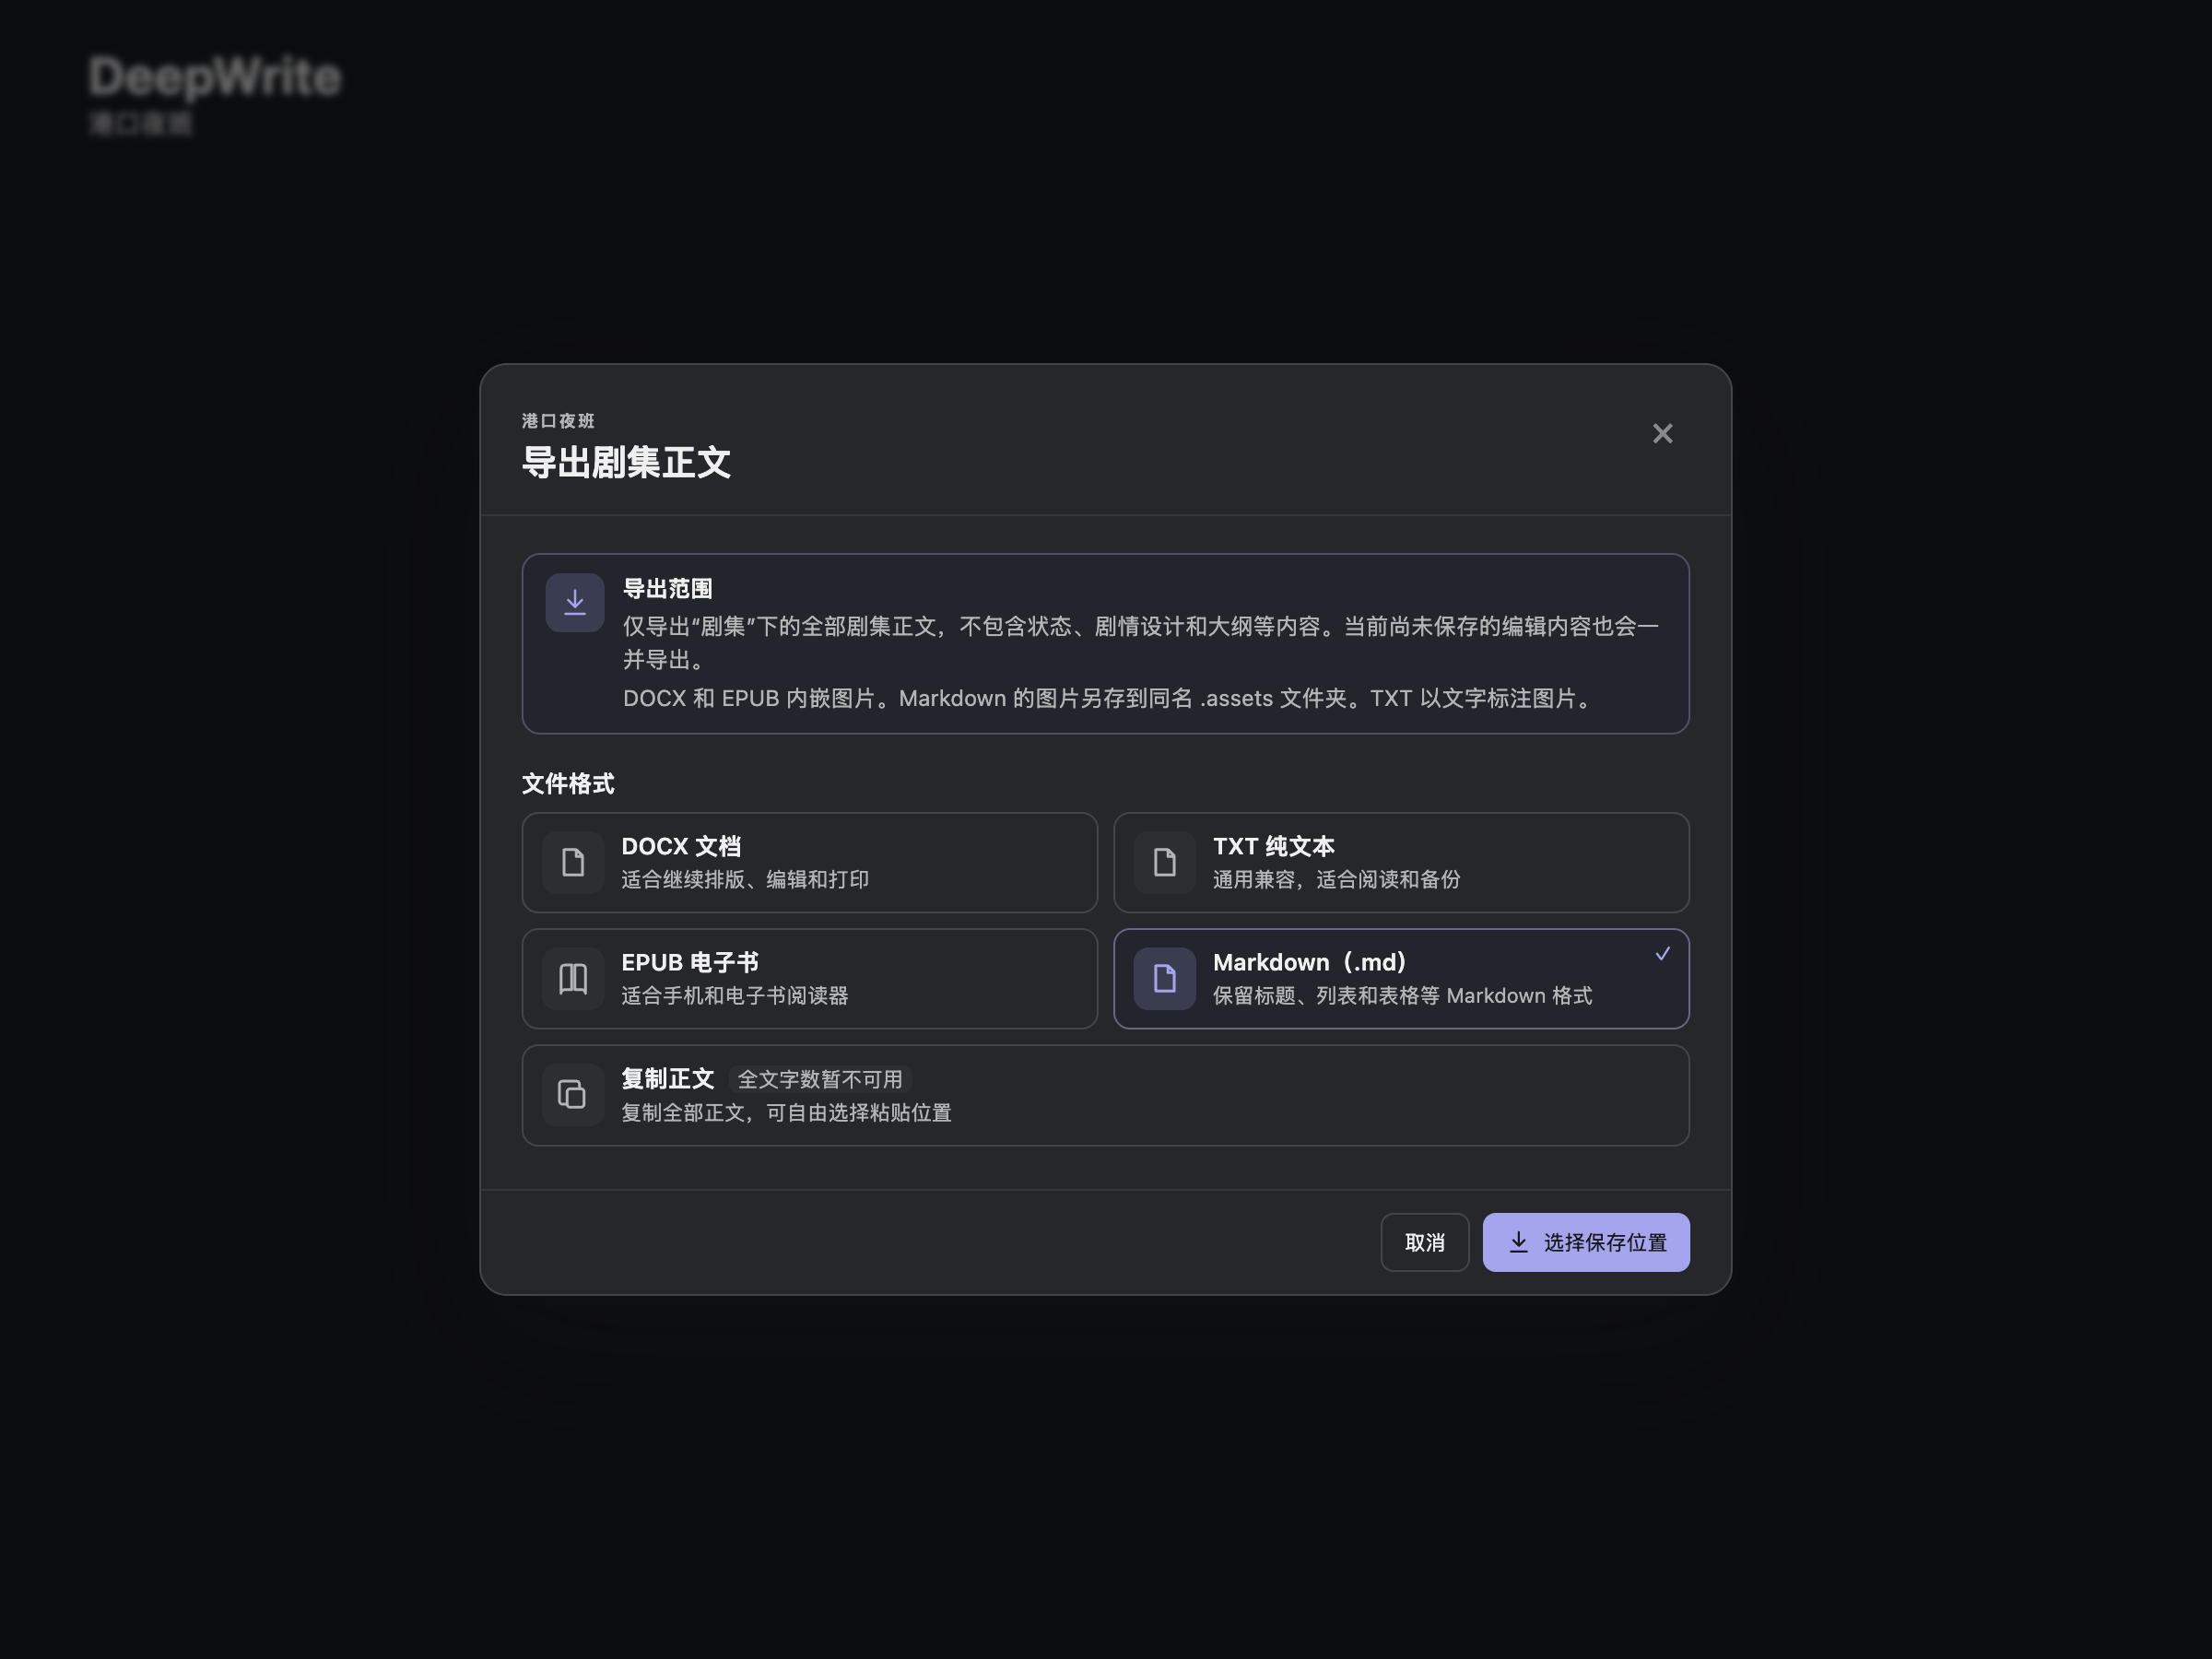 DeepWrite
港口夜班
港口夜班
导出剧集正文
导出范围
仅导出“剧集”下的全部剧集正文，不包含状态、剧情设计和大纲等内容。当前尚未保存的编辑内容也会一
并导出。
DOCX 和 EPUB 内嵌图片。Markdown 的图片另存到同名 .assets 文件夹。TXT 以文字标注图片。
文件格式
DOCX 文档
适合继续排版、编辑和打印
TXT 纯文本
通用兼容，适合阅读和备份
EPUB 电子书
适合手机和电子书阅读器
Markdown（.md）
保留标题、列表和表格等 Markdown 格式
复制正文 全文字数暂不可用
复制全部正文，可自由选择粘贴位置
取消
选择保存位置